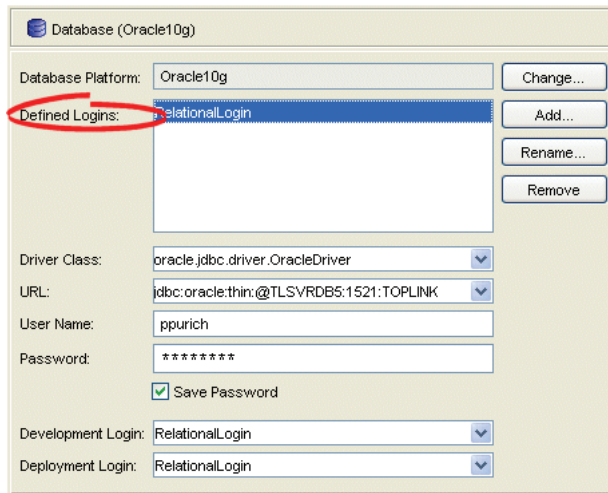 Database (Oracle10g)
Database Platform: Oracle10g Change...
Defined Logins: RelationalLogin Add...
Rename...
Remove
Driver Class: oracle.jdbc.driver.OracleDriver
URL: jdbc:oracle:thin:@TLSVRDB5:1521:TOPLINK
User Name: ppurich
Password: ********
Save Password
Development Login: RelationalLogin
Deployment Login: RelationalLogin